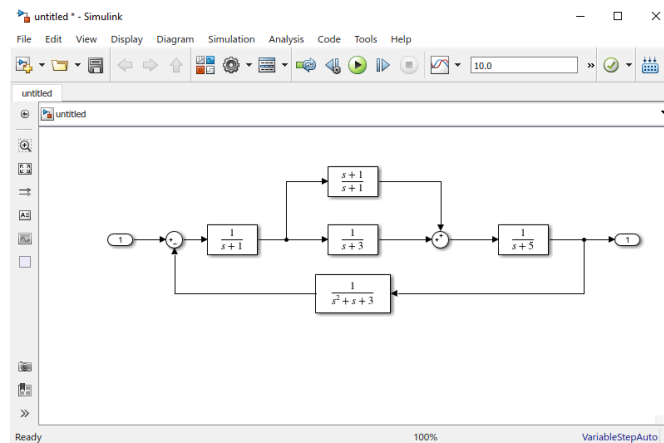 untitled * - Simulink
File Edit View Display Diagram Simulation Analysis Code Tools Help
10.0
»
untitled
untitled
s+1
s+1
1
+
-
1
s+1
1
s+3
+
+
1
s+5
1
1
s²+s+3
Ready 100% VariableStepAuto